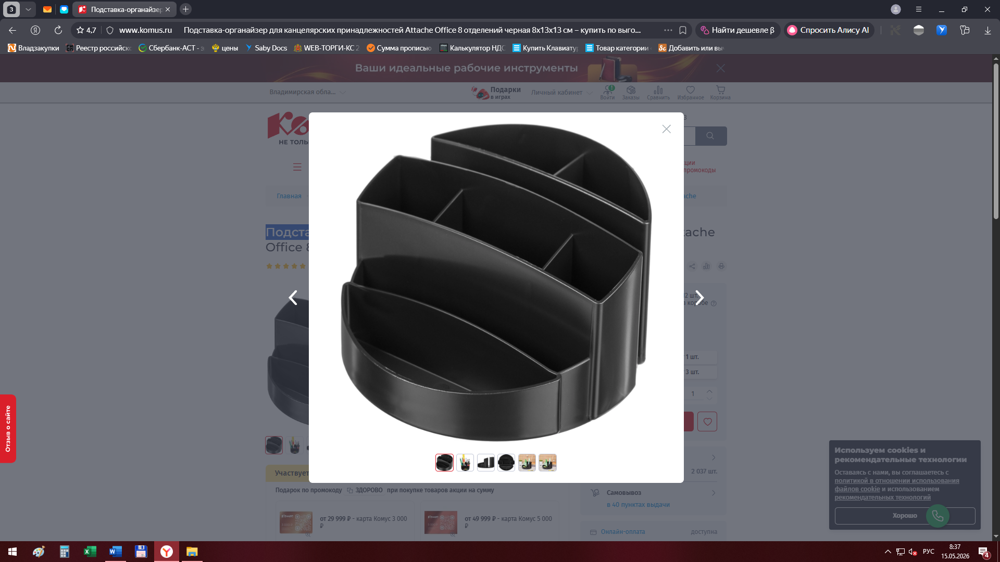 3
Подставка-органайзер
4,7
www.komus.ru
Подставка-органайзер для канцелярских принадлежностей Attache Office 8 отделений черная 8x13x13 см – купить по выго...
Найти дешевле β
Спросить Алису AI
Владзакупки
Реестр российск
Сбербанк-АСТ - э
цены
Saby Docs
WEB-ТОРГИ-КС 2
Сумма прописью
Калькулятор НДС
Купить Клавиату
Товар категории
Добавить или вы
Ваши идеальные рабочие инструменты
Владимирская обла...
Подарки
в играх
Личный кабинет
Войти
Заказы
Сравнить
Избранное
Корзина
Ко
НЕ ТОЛЬ
3
ции
промокоды
Главная
ache
Подста
tache
Office 8
12 шт.
в коробе
1 шт.
3 шт.
1
Отзыв о сайте
Участвует
2 037 шт.
Подарок по промокоду ЗДОРОВО при покупке товаров акции на сумму
Самовывоз
в 40 пунктах выдачи
от 29 999 ₽ - карта Комус 3 000
₽
от 49 999 ₽ - карта Комус 5 000
₽
Онлайн-оплата
доступна
Используем cookies и
рекомендательные технологии
Оставаясь с нами, вы соглашаетесь с
политикой в отношении использования
файлов cookie и использованием
рекомендательных технологий
Хорошо
РУС
8:37
15.05.2026
4